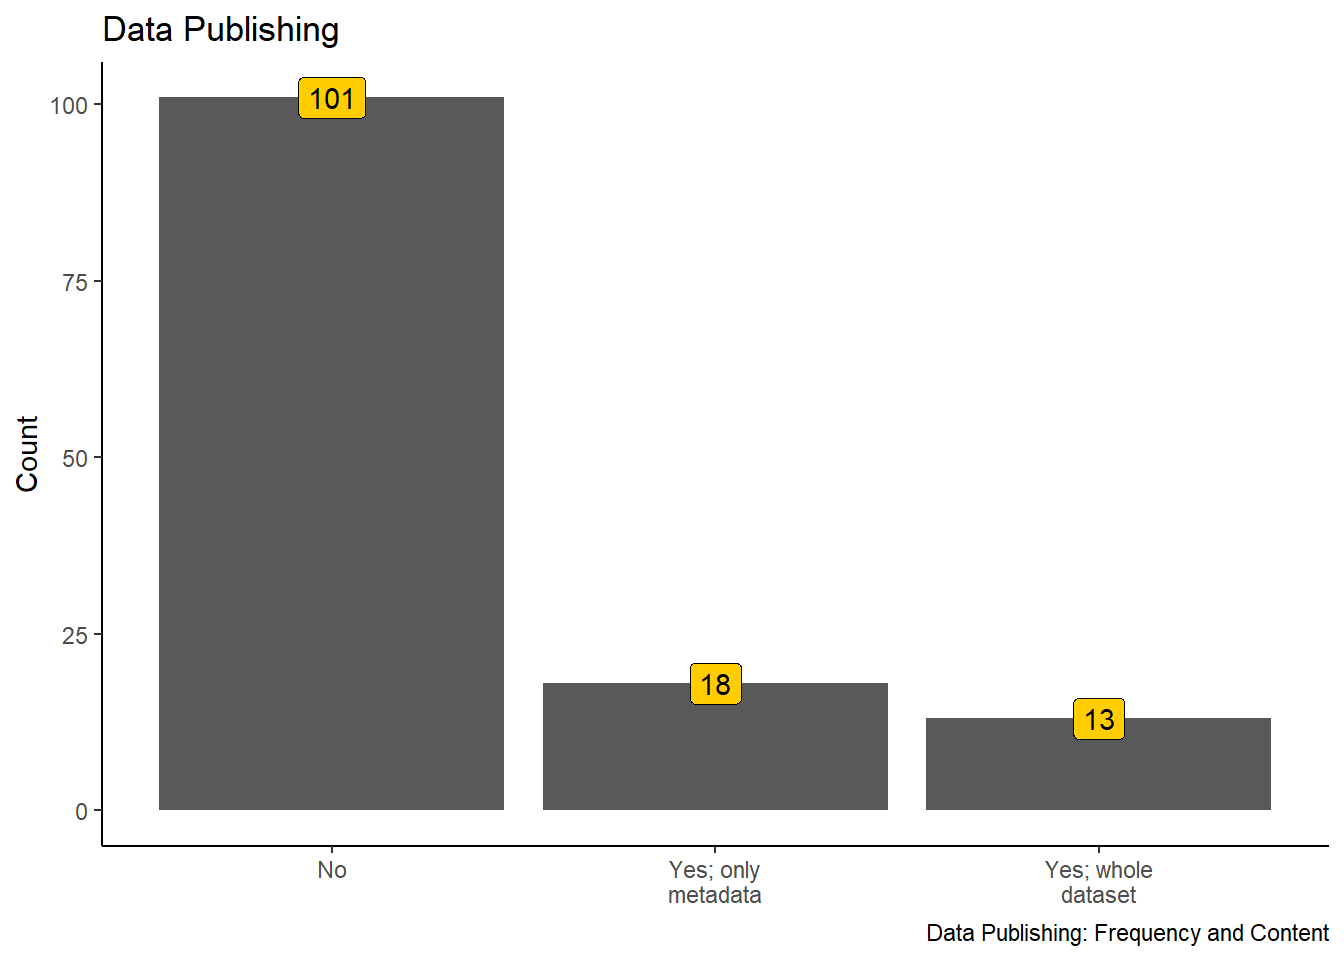 Data Publishing
Count
100
75
50
25
0
101
18
13
No
Yes; only
metadata
Yes; whole
dataset
Data Publishing: Frequency and Content